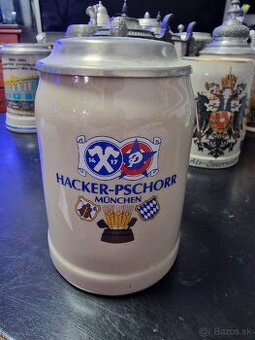 14 17
HACKER-PSCHORR
MÜNCHEN
© Bazos.sk